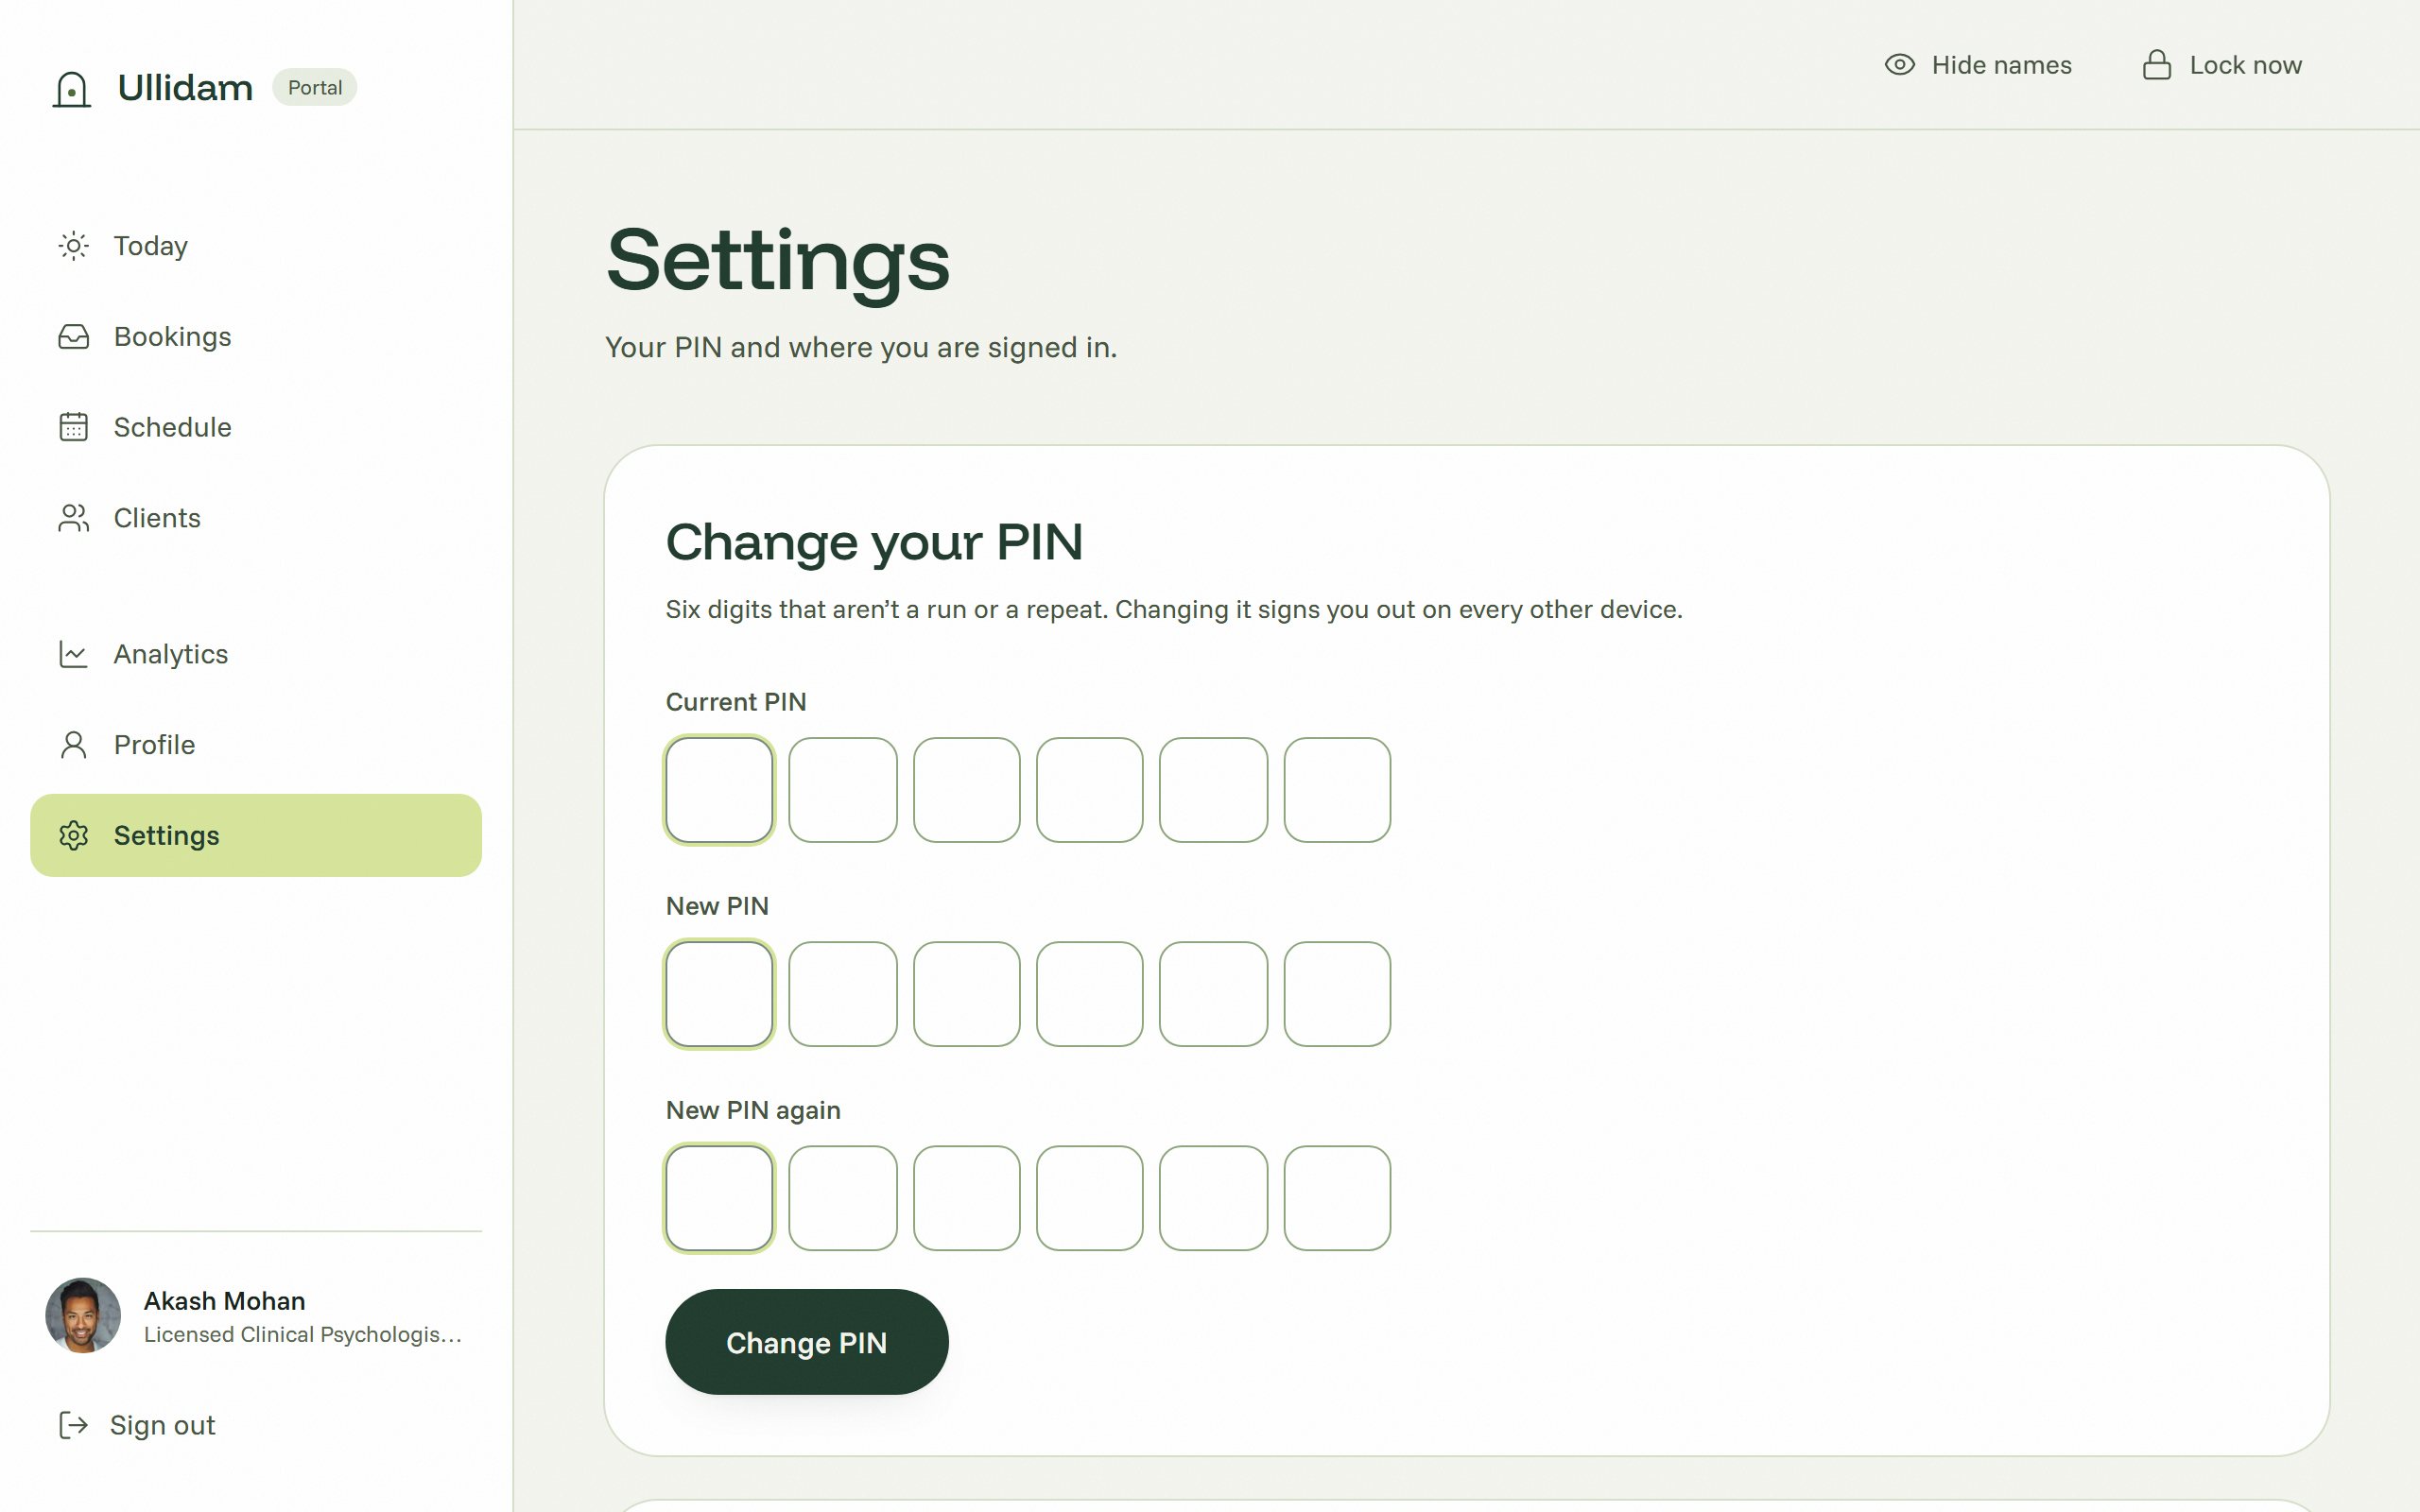 Ullidam Portal
Today
Bookings
Schedule
Clients
Analytics
Profile
Settings
Akash Mohan
Licensed Clinical Psychologis…
Sign out
Hide names
Lock now
Settings
Your PIN and where you are signed in.
Change your PIN
Six digits that aren’t a run or a repeat. Changing it signs you out on every other device.
Current PIN
New PIN
New PIN again
Change PIN